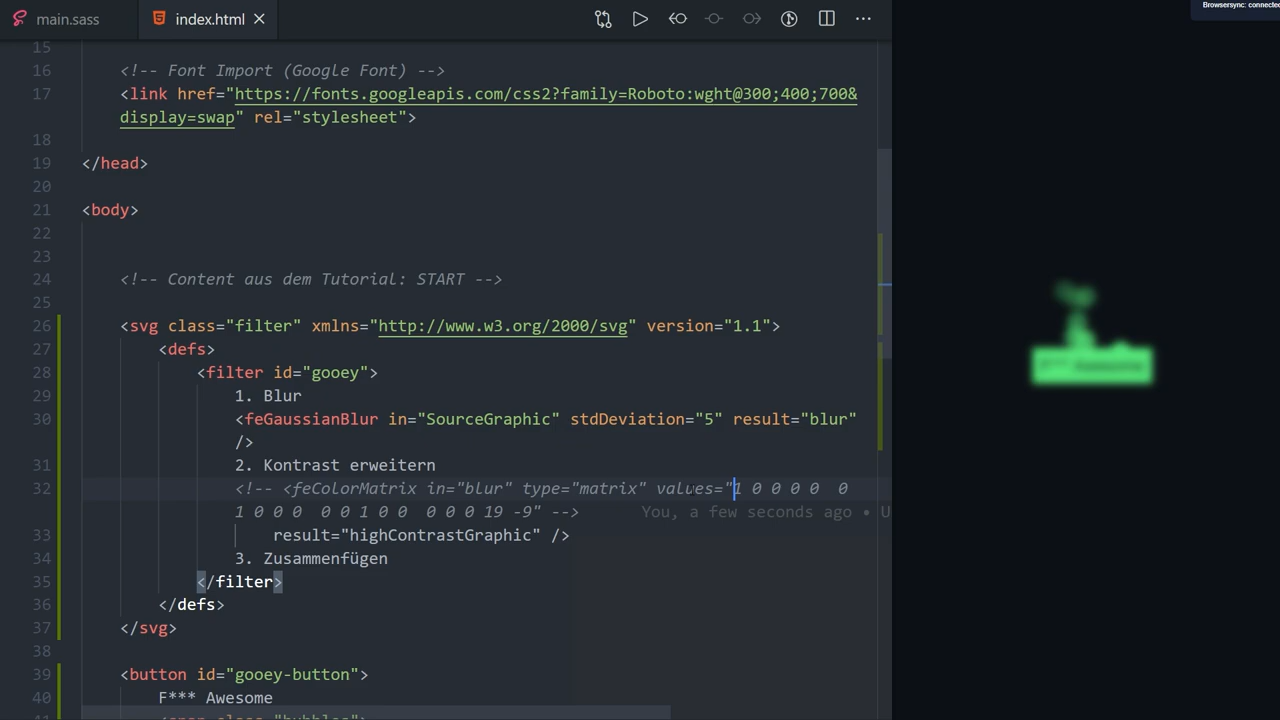 main.sass
index.html
Browsersync: connected
15
16 <!-- Font Import (Google Font) -->
17 <link href="https://fonts.googleapis.com/css2?family=Roboto:wght@300;400;700&
display=swap" rel="stylesheet">
18
19 </head>
20
21 <body>
22
23
24 <!-- Content aus dem Tutorial: START -->
25
26 <svg class="filter" xmlns="http://www.w3.org/2000/svg" version="1.1">
27 <defs>
28 <filter id="gooey">
29 1. Blur
30 <feGaussianBlur in="SourceGraphic" stdDeviation="5" result="blur"
/>
31 2. Kontrast erweitern
32 <!-- <feColorMatrix in="blur" type="matrix" values="1 0 0 0 0  0
1 0 0 0  0 0 1 0 0  0 0 0 19 -9" --> You, a few seconds ago • U
33 result="highContrastGraphic" />
34 3. Zusammenfügen
35 </filter>
36 </defs>
37 </svg>
38
39 <button id="gooey-button">
40 F*** Awesome